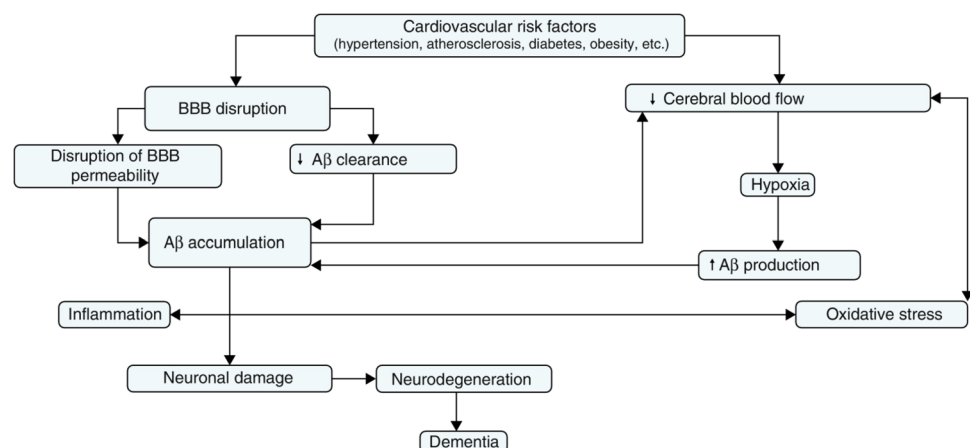 Cardiovascular risk factors
(hypertension, atherosclerosis, diabetes, obesity, etc.)
BBB disruption
↓ Cerebral blood flow
Disruption of BBB
permeability
↓ Aβ clearance
Hypoxia
Aβ accumulation
↑ Aβ production
Inflammation
Oxidative stress
Neuronal damage
Neurodegeneration
Dementia